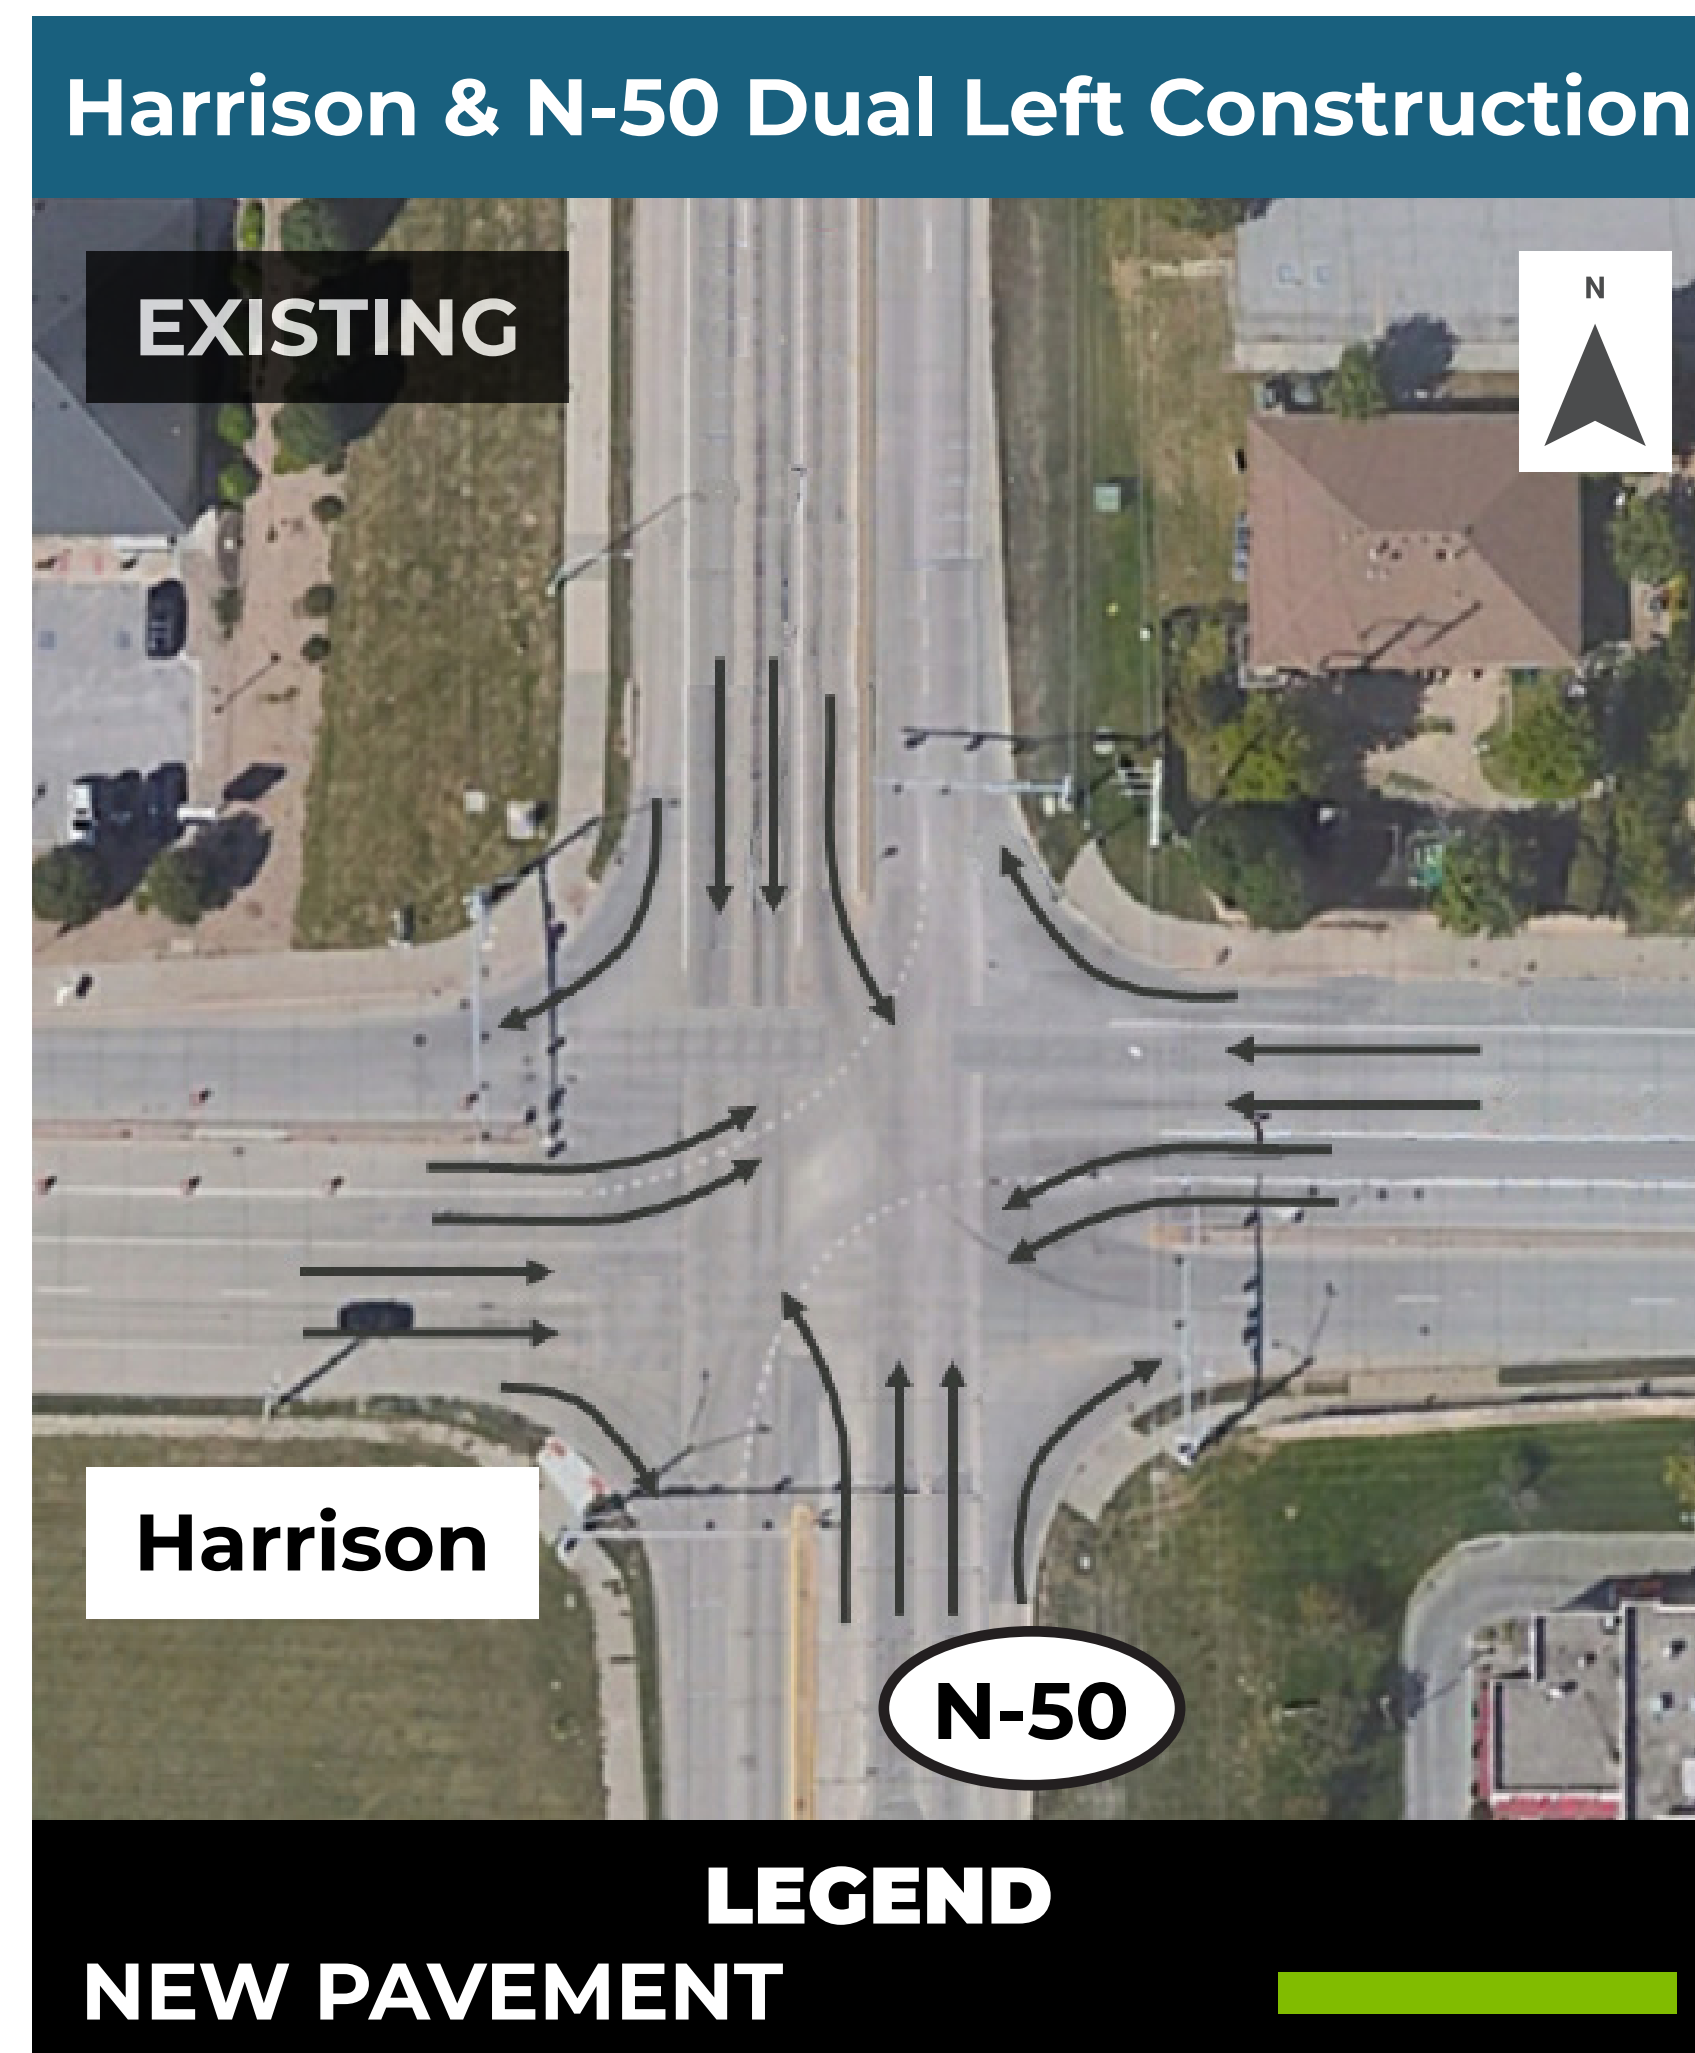 Harrison & N-50 Dual Left Construction
EXISTING
N
Harrison
N-50
LEGEND
NEW PAVEMENT